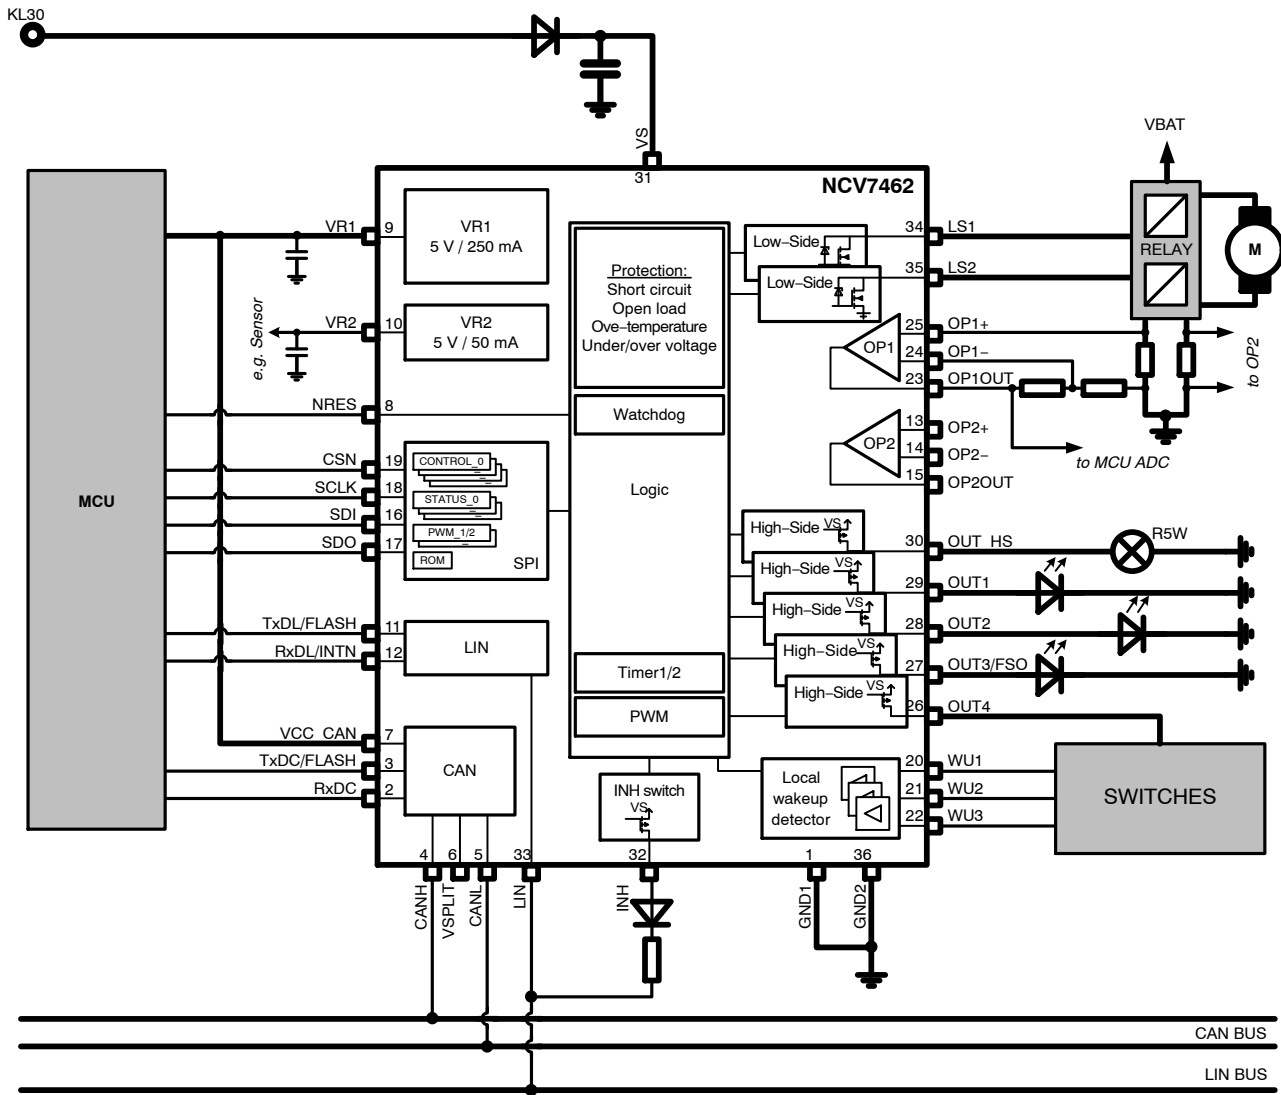 KL30
VS
31
NCV7462
VBAT
MCU
VR1
9
VR1
5 V / 250 mA
VR2
10
VR2
5 V / 50 mA
e.g. Sensor
NRES
8
CSN
19
SCLK
18
SDI
16
SDO
17
CONTROL_0
STATUS_0
PWM_1/2
ROM
SPI
TxDL/FLASH
11
RxDL/INTN
12
LIN
VCC_CAN
7
TxDC/FLASH
3
RxDC
2
CAN
Protection:
Short circuit
Open load
Ove-temperature
Under/over voltage
Watchdog
Logic
Timer1/2
PWM
INH switch
VS
Low-Side
Low-Side
34
LS1
35
LS2
RELAY
M
OP1
25
OP1+
24
OP1-
23
OP1OUT
to OP2
to MCU ADC
OP2
13
OP2+
14
OP2-
15
OP2OUT
High-Side
VS
30
OUT_HS
R5W
High-Side
VS
29
OUT1
High-Side
VS
28
OUT2
High-Side
VS
27
OUT3/FSO
High-Side
VS
26
OUT4
Local
wakeup
detector
20
WU1
21
WU2
22
WU3
SWITCHES
4
6
5
33
32
1
36
CANH
VSPLIT
CANL
LIN
INH
GND1
GND2
CAN BUS
LIN BUS